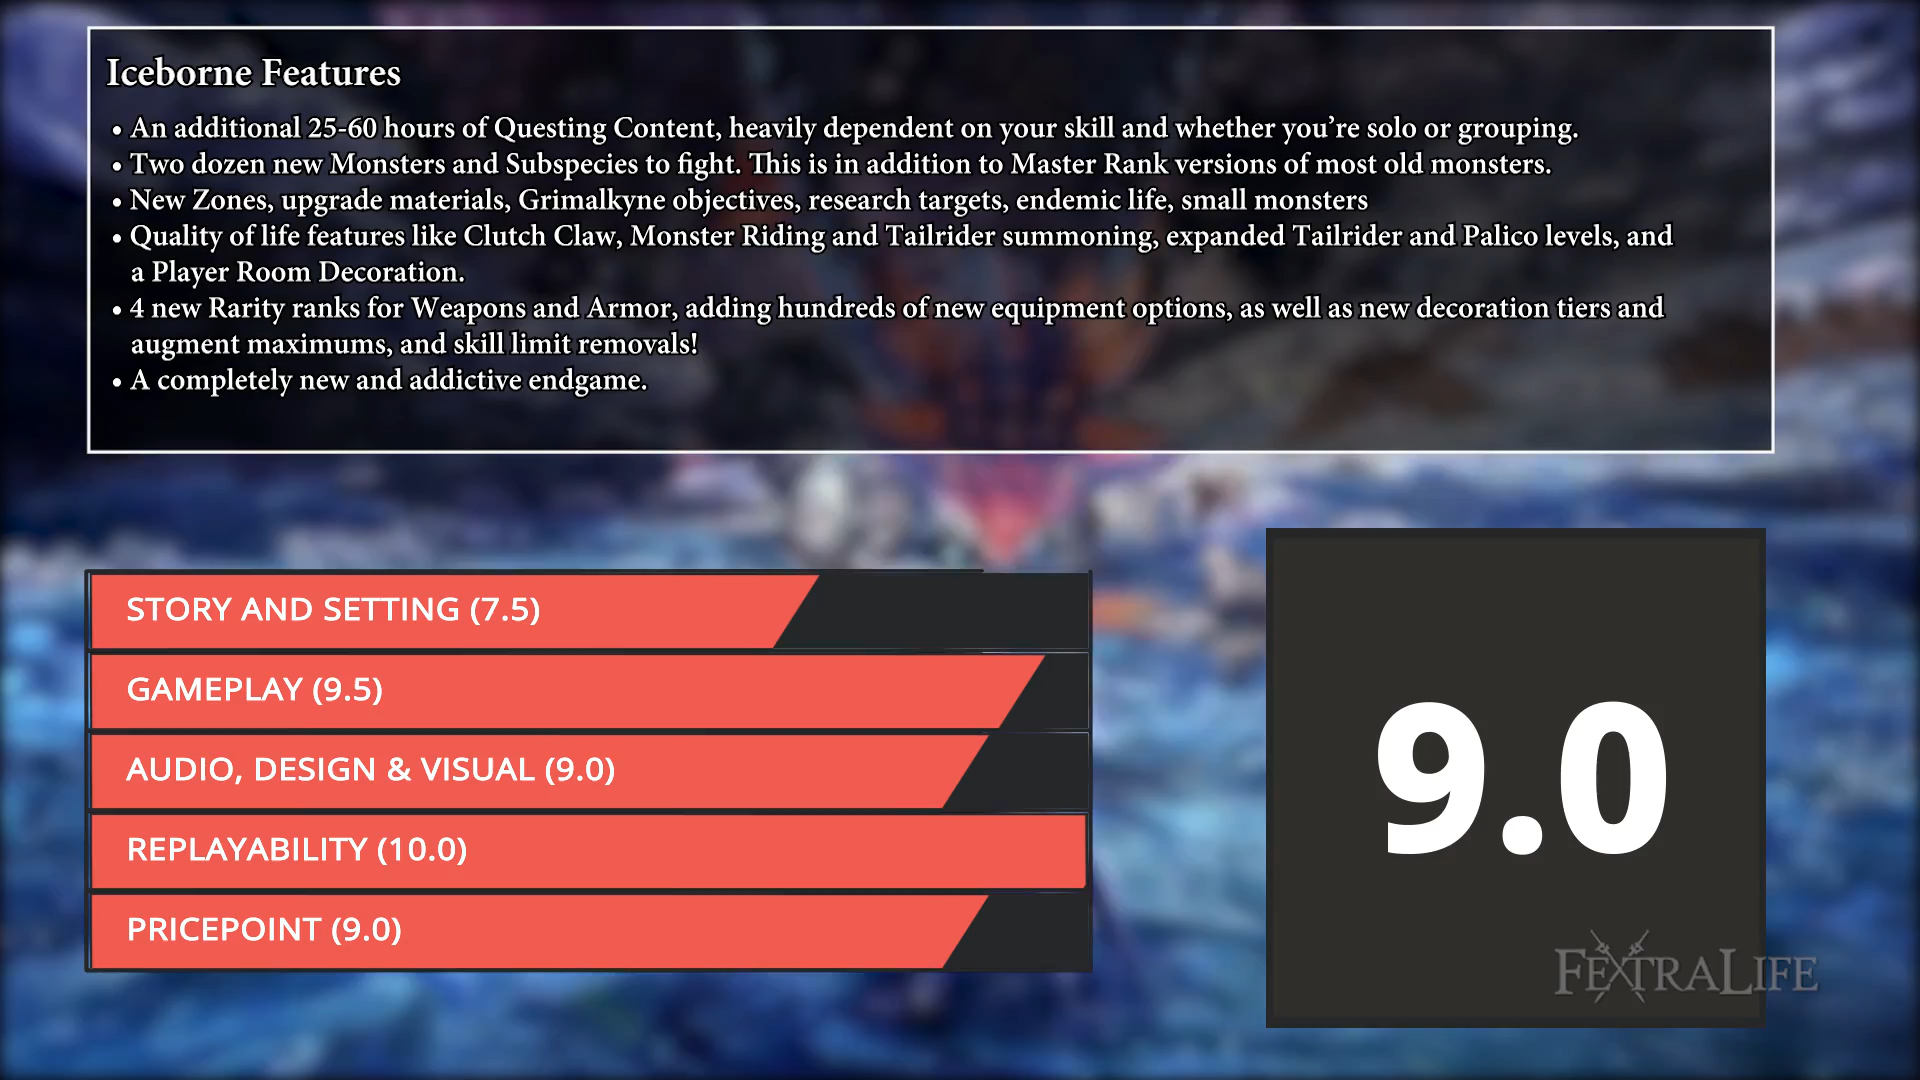 Iceborne Features
• An additional 25-60 hours of Questing Content, heavily dependent on your skill and whether you're solo or grouping.
• Two dozen new Monsters and Subspecies to fight. This is in addition to Master Rank versions of most old monsters.
• New Zones, upgrade materials, Grimalkyne objectives, research targets, endemic life, small monsters
• Quality of life features like Clutch Claw, Monster Riding and Tailrider summoning, expanded Tailrider and Palico levels, and
a Player Room Decoration.
• 4 new Rarity ranks for Weapons and Armor, adding hundreds of new equipment options, as well as new decoration tiers and
augment maximums, and skill limit removals!
• A completely new and addictive endgame.
STORY AND SETTING (7.5)
GAMEPLAY (9.5)
AUDIO, DESIGN & VISUAL (9.0)
REPLAYABILITY (10.0)
PRICEPOINT (9.0)
9.0
FEXTRALIFE